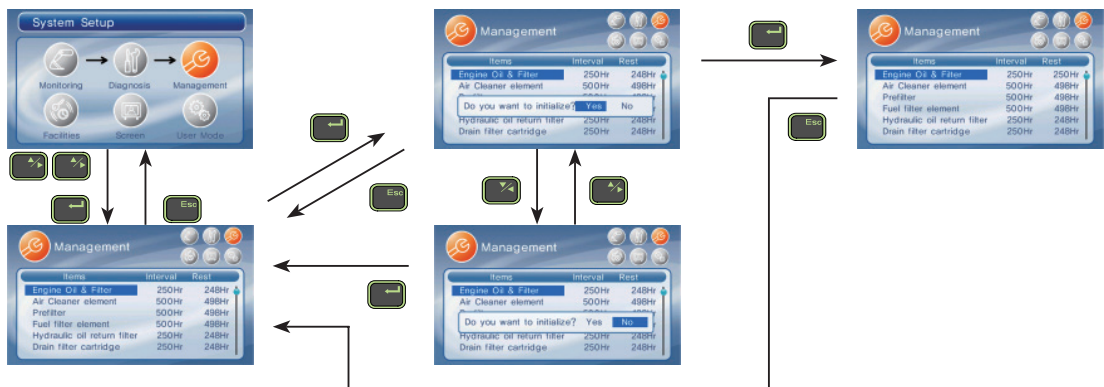 System Setup
Monitoring Diagnosis Management
Facilities Screen User Mode
Management
Items Interval Rest
Engine Oil & Filter 250Hr 248Hr
Air Cleaner element 500Hr 498Hr
Do you want to initialize? Yes No
Hydraulic oil return filter 250Hr 248Hr
Drain filter cartridge 250Hr 248Hr
Management
Items Interval Rest
Engine Oil & Filter 250Hr 250Hr
Air Cleaner element 500Hr 498Hr
Prefilter 500Hr 498Hr
Fuel filter element 500Hr 498Hr
Hydraulic oil return filter 250Hr 248Hr
Drain filter cartridge 250Hr 248Hr
Esc
Esc
Esc
Management
Items Interval Rest
Engine Oil & Filter 250Hr 248Hr
Air Cleaner element 500Hr 498Hr
Prefilter 500Hr 498Hr
Fuel filter element 500Hr 498Hr
Hydraulic oil return filter 250Hr 248Hr
Drain filter cartridge 250Hr 248Hr
Management
Items Interval Rest
Engine Oil & Filter 250Hr 248Hr
Air Cleaner element 500Hr 498Hr
Do you want to initialize? Yes No
Hydraulic oil return filter 250Hr 248Hr
Drain filter cartridge 250Hr 248Hr